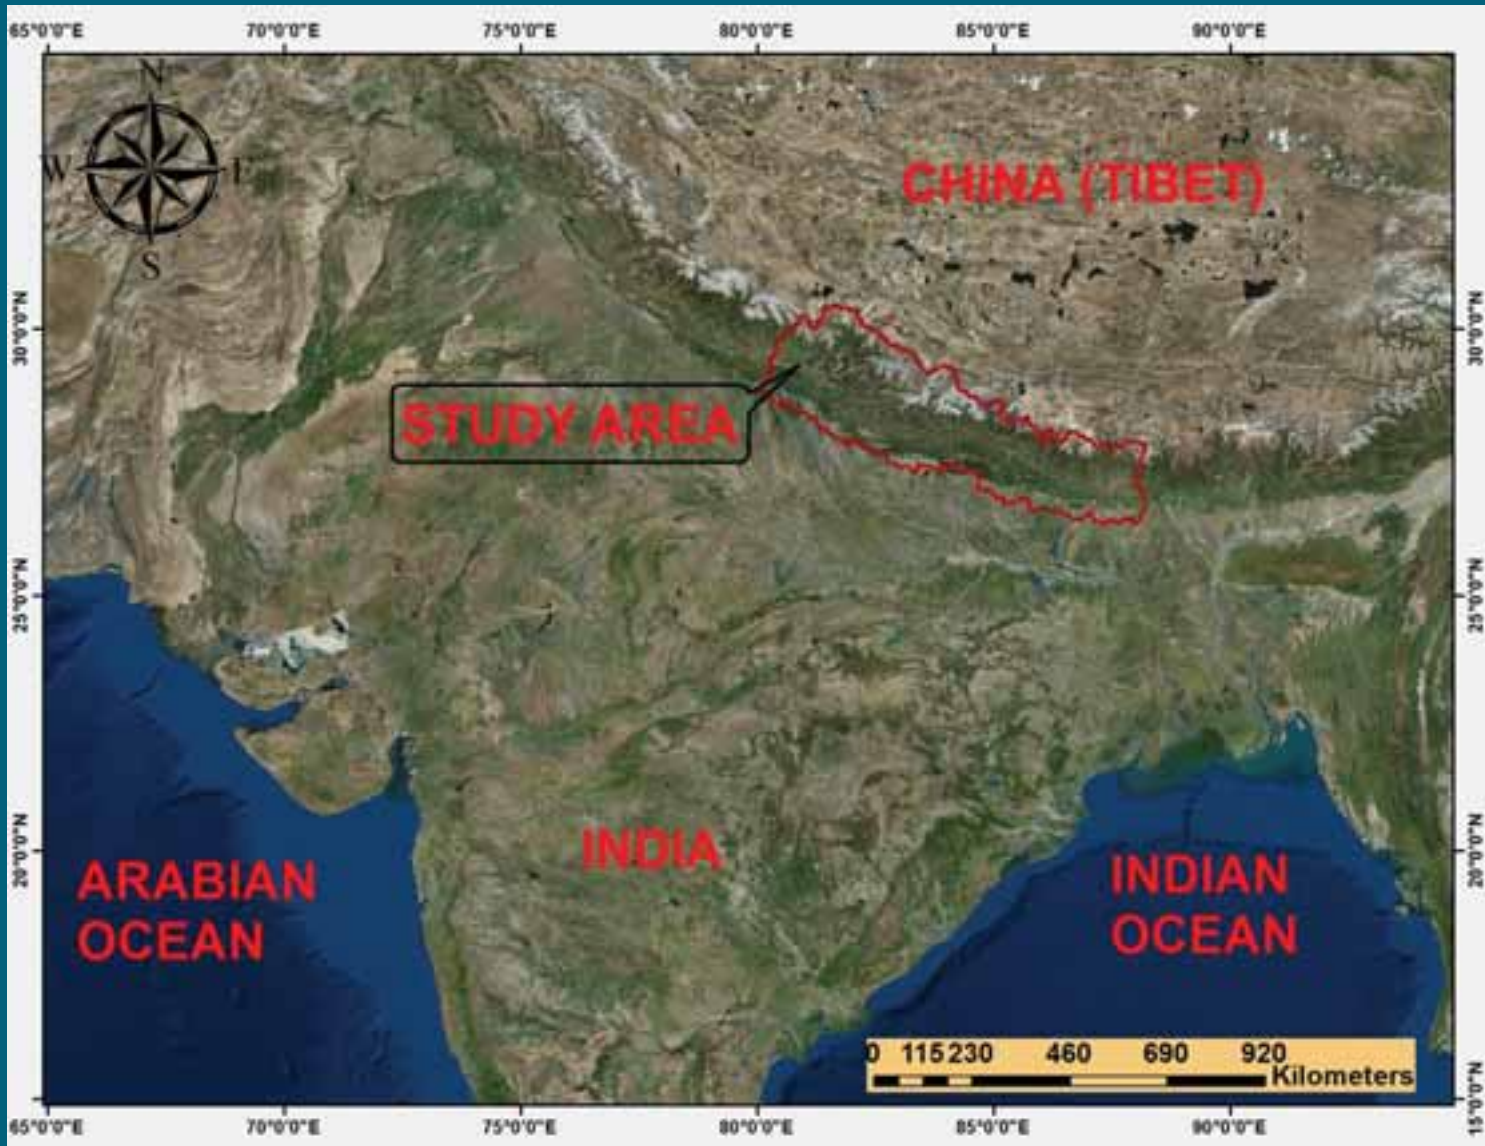 65°0'0"E 70°0'0"E 75°0'0"E 80°0'0"E 85°0'0"E 90°0'0"E
N
W E
S
CHINA (TIBET)
30°0'0"N 30°0'0"N
STUDY AREA
25°0'0"N 25°0'0"N
20°0'0"N 20°0'0"N
INDIA
ARABIAN
OCEAN
INDIAN
OCEAN
0 115 230 460 690 920
Kilometers
15°0'0"N
65°0'0"E 70°0'0"E 75°0'0"E 80°0'0"E 85°0'0"E 90°0'0"E